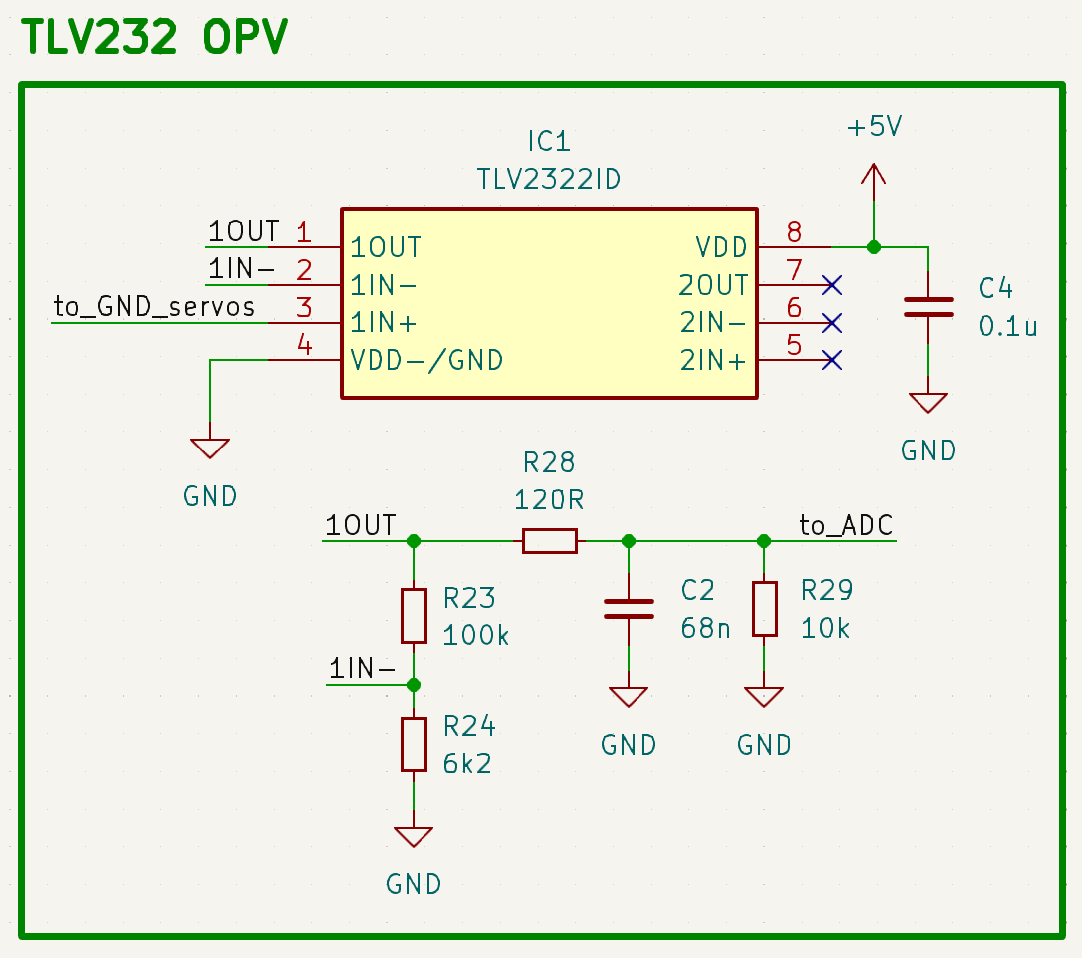 TLV232 OPV
+5V
IC1
TLV2322ID
1OUT 1 1OUT VDD 8
1IN- 2 1IN- 2OUT 7
to_GND_servos 3 1IN+ 2IN- 6
4 VDD-/GND 2IN+ 5
C4
0.1u
GND
GND
R28
120R
1OUT
to_ADC
R23
100k
C2
68n
R29
10k
1IN-
R24
6k2
GND
GND
GND